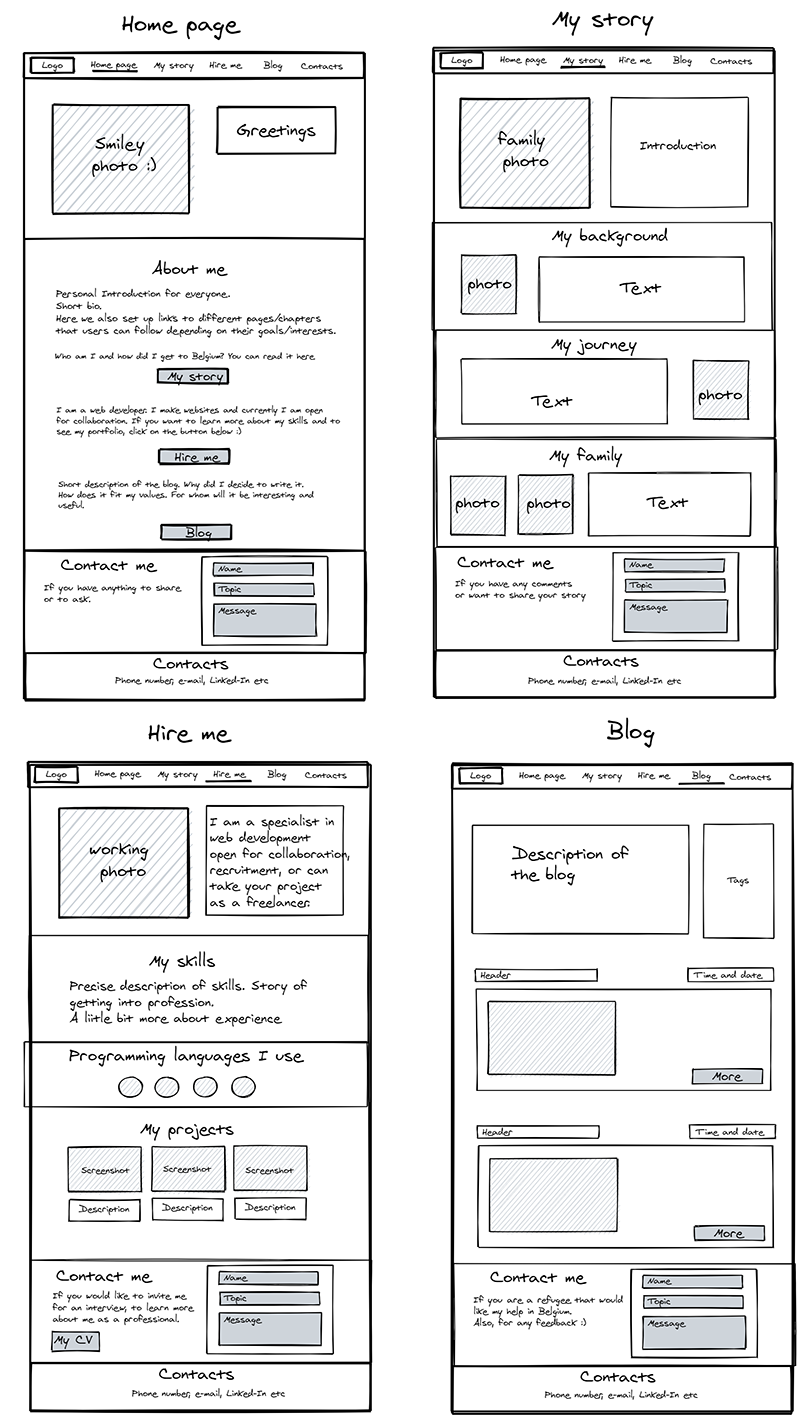 Home page
Logo Home page My story Hire me Blog Contacts
Smiley
photo :)
Greetings
About me
Personal Introduction for everyone.
Short bio.
Here we also set up links to different pages/chapters
that users can follow depending on their goals/interests.
Who am I and how did I get to Belgium? You can read it here
My story
I am a web developer. I make websites and currently I am open
for collaboration. If you want to learn more about my skills and to
see my portfolio, click on the button below :)
Hire me
Short description of the blog. Why did I decide to write it.
How does it fit my values. For whom will it be interesting and
useful.
Blog
Contact me
If you have anything to share
or to ask.
Name
Topic
Message
Contacts
Phone number, e-mail, Linked-In etc
My story
Logo Home page My story Hire me Blog Contacts
family
photo
Introduction
My background
photo
Text
My journey
Text
photo
My family
photo
photo
Text
Contact me
If you have any comments
or want to share your story
Name
Topic
Message
Contacts
Phone number, e-mail, Linked-In etc
Hire me
Logo Home page My story Hire me Blog Contacts
working
photo
I am a specialist in
web development
open for collaboration,
recruitment, or can
take your project
as a freelancer.
My skills
Precise description of skills. Story of
getting into profession.
A liitle bit more about experience
Programming languages I use
My projects
Screenshot Screenshot Screenshot
Description Description Description
Contact me
If you would like to invite me
for an interview, to learn more
about me as a professional.
My CV
Name
Topic
Message
Contacts
Phone number, e-mail, Linked-In etc
Blog
Logo Home page My story Hire me Blog Contacts
Description of
the blog
Tags
Header
Time and date
More
Header
Time and date
More
Contact me
If you are a refugee that would
like my help in Belgium.
Also, for any feedback :)
Name
Topic
Message
Contacts
Phone number, e-mail, Linked-In etc